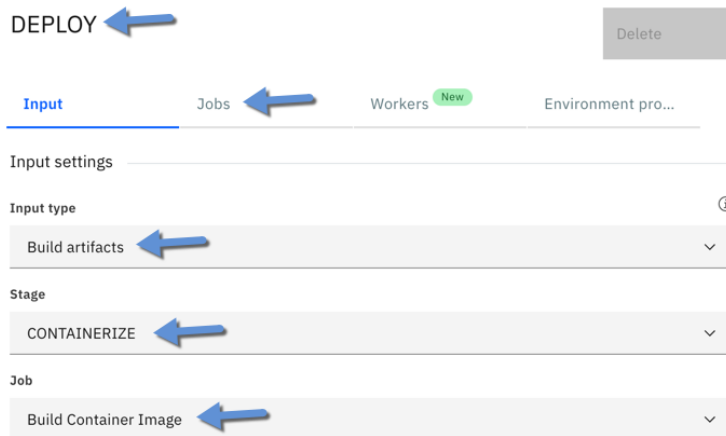 DEPLOY
Delete
Input Jobs Workers New Environment pro...
Input settings
Input type
Build artifacts
Stage
CONTAINERIZE
Job
Build Container Image